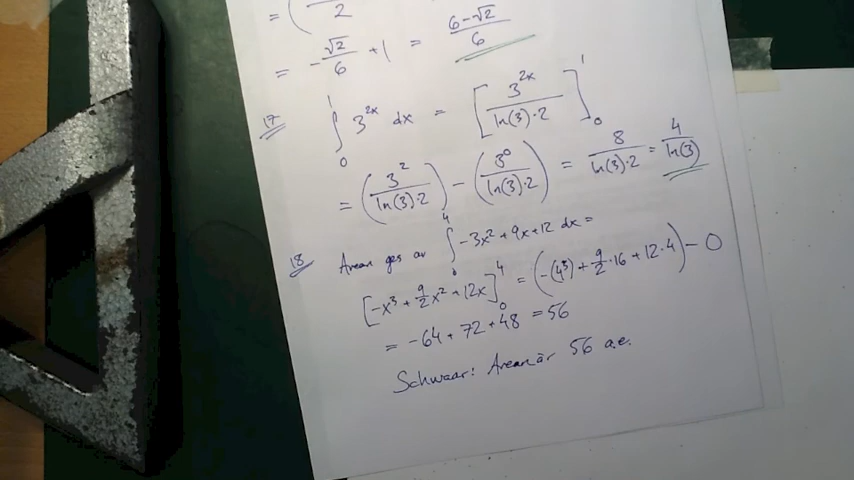 = ( 2
= -√2/6 + 1 = (6-√2)/6
17 ∫₀¹ 3^(2x) dx = [3^(2x)/(ln(3)·2)]₀¹
= (3²/(ln(3)·2)) - (3⁰/(ln(3)·2)) = 8/(ln(3)·2) = 4/ln(3)
18 Arean ges av ∫₀⁴ -3x²+9x+12 dx =
[-x³ + 9/2 x² + 12x]₀⁴ = (-(4³) + 9/2·16 + 12·4) - 0
= -64 + 72 + 48 = 56
Schwaar: Arean är 56 a.e.